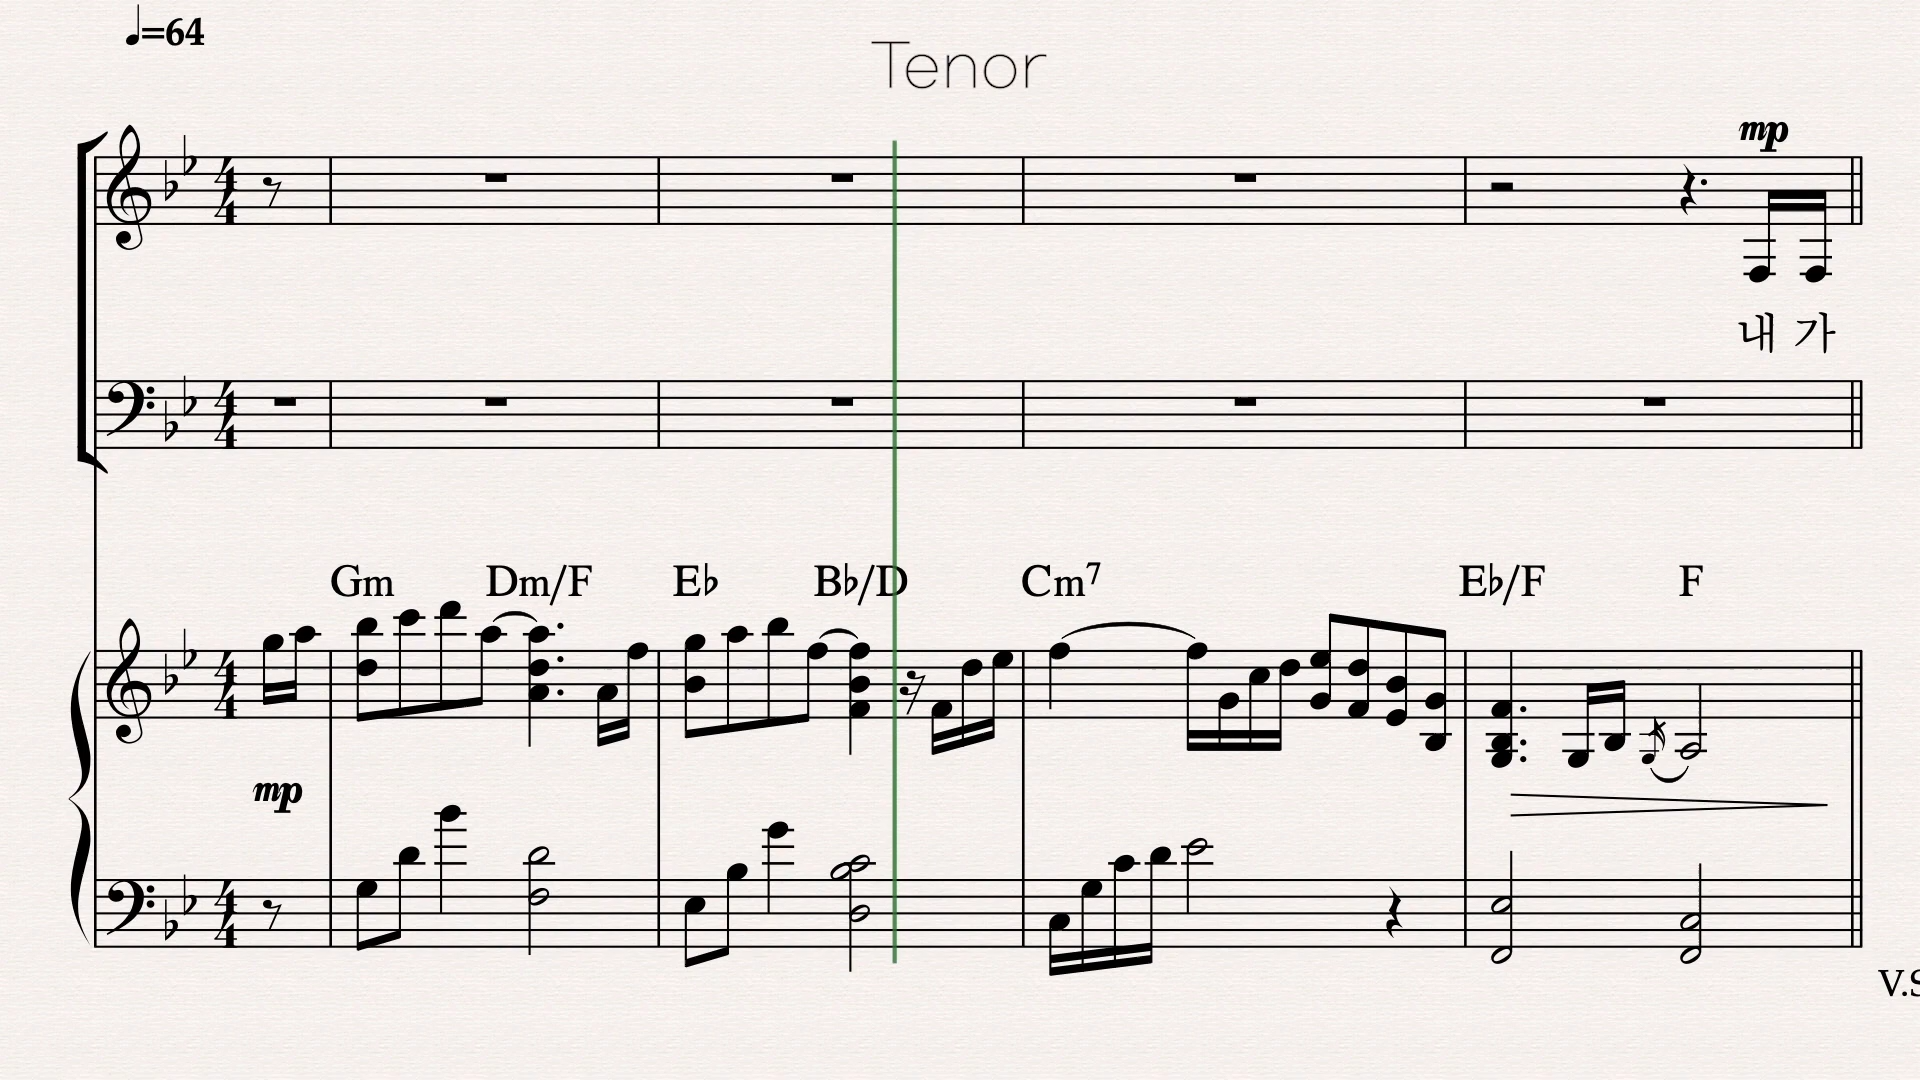 ♩=64
Tenor
mp
내 가
Gm Dm/F E♭ B♭/D Cm7 E♭/F F
mp
V.S